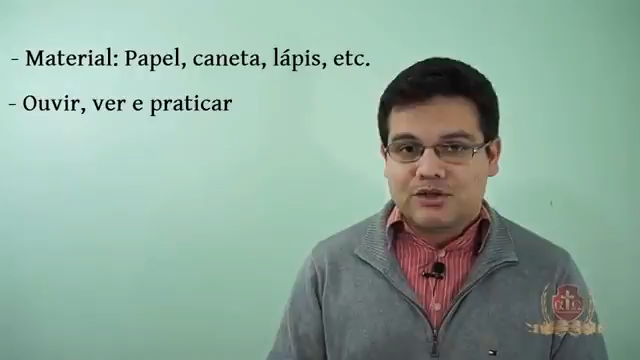 - Material: Papel, caneta, lápis, etc.
- Ouvir, ver e praticar